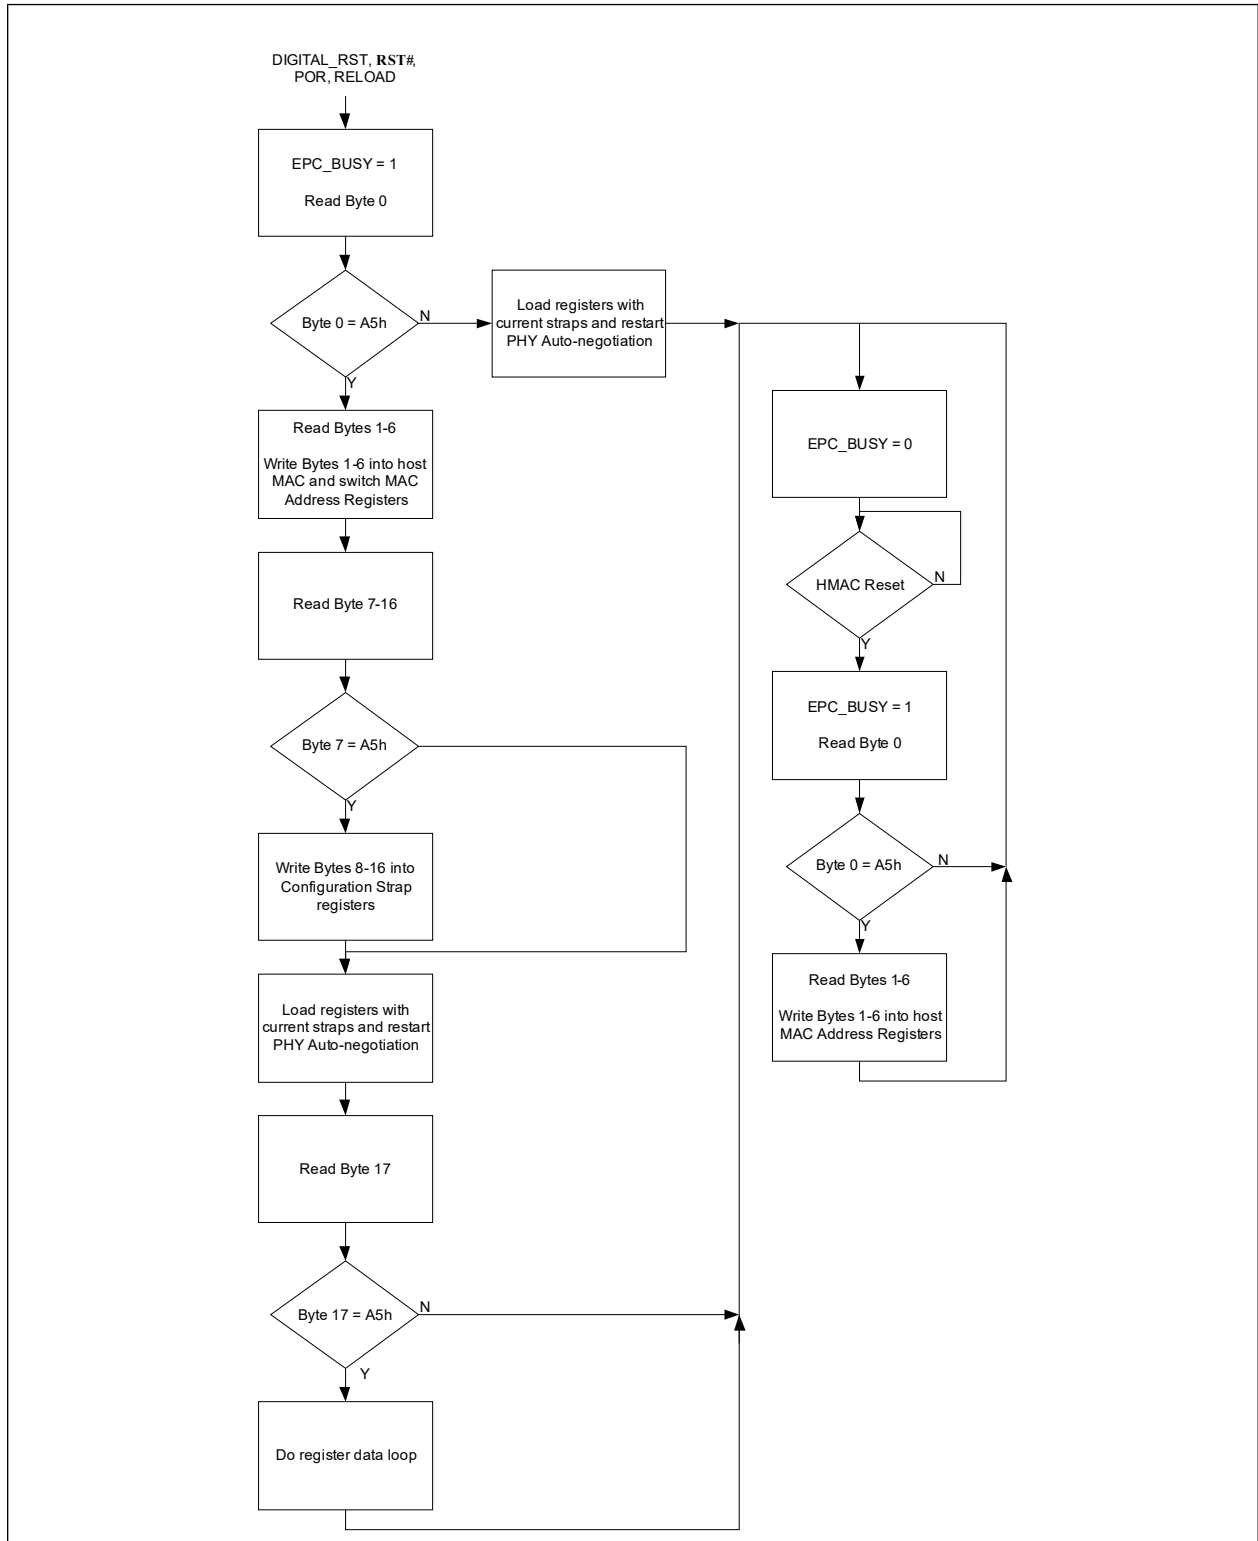 DIGITAL_RST, RST#,
POR, RELOAD
EPC_BUSY = 1
Read Byte 0
Byte 0 = A5h
N
Y
Load registers with
current straps and restart
PHY Auto-negotiation
Read Bytes 1-6
Write Bytes 1-6 into host
MAC and switch MAC
Address Registers
Read Byte 7-16
Byte 7 = A5h
Y
Write Bytes 8-16 into
Configuration Strap
registers
Load registers with
current straps and restart
PHY Auto-negotiation
Read Byte 17
Byte 17 = A5h
N
Y
Do register data loop
EPC_BUSY = 0
HMAC Reset
N
Y
EPC_BUSY = 1
Read Byte 0
Byte 0 = A5h
N
Y
Read Bytes 1-6
Write Bytes 1-6 into host
MAC Address Registers